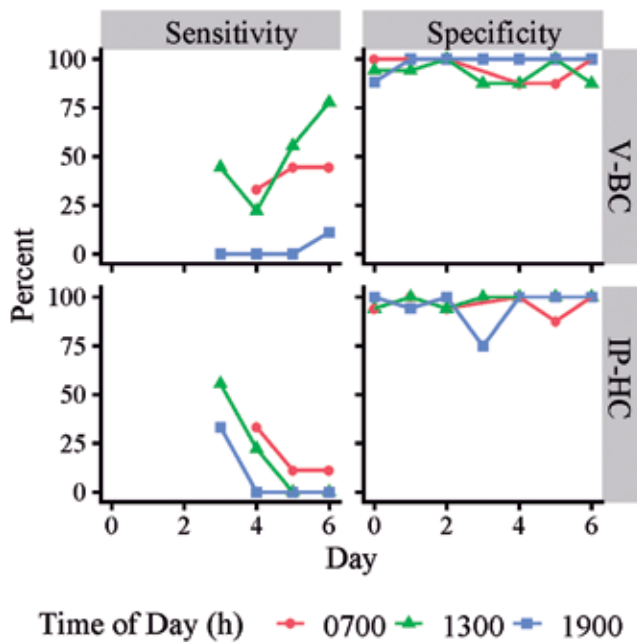 Sensitivity Specificity
100
75
50
25
0
V-BC
Percent
100
75
50
25
0
IP-HC
0 2 4 6 0 2 4 6
Day
Time of Day (h) 0700 1300 1900